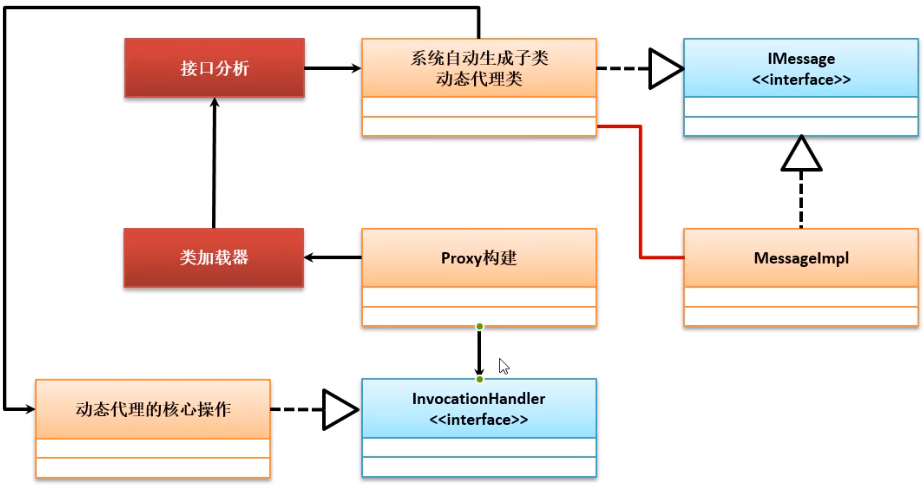 接口分析
系统自动生成子类
动态代理类
IMessage
<<interface>>
类加载器
Proxy构建
MessageImpl
动态代理的核心操作
InvocationHandler
<<interface>>